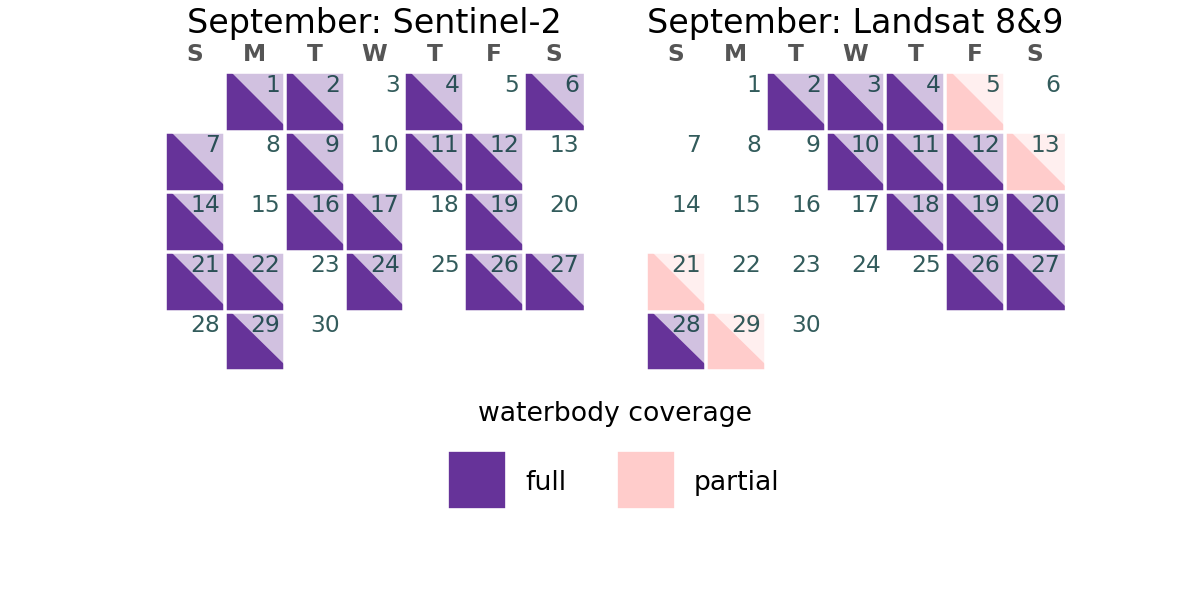 September: Sentinel-2
S M T W T F S
1 2 3 4 5 6
7 8 9 10 11 12 13
14 15 16 17 18 19 20
21 22 23 24 25 26 27
28 29 30
September: Landsat 8&9
S M T W T F S
1 2 3 4 5 6
7 8 9 10 11 12 13
14 15 16 17 18 19 20
21 22 23 24 25 26 27
28 29 30
waterbody coverage
full partial